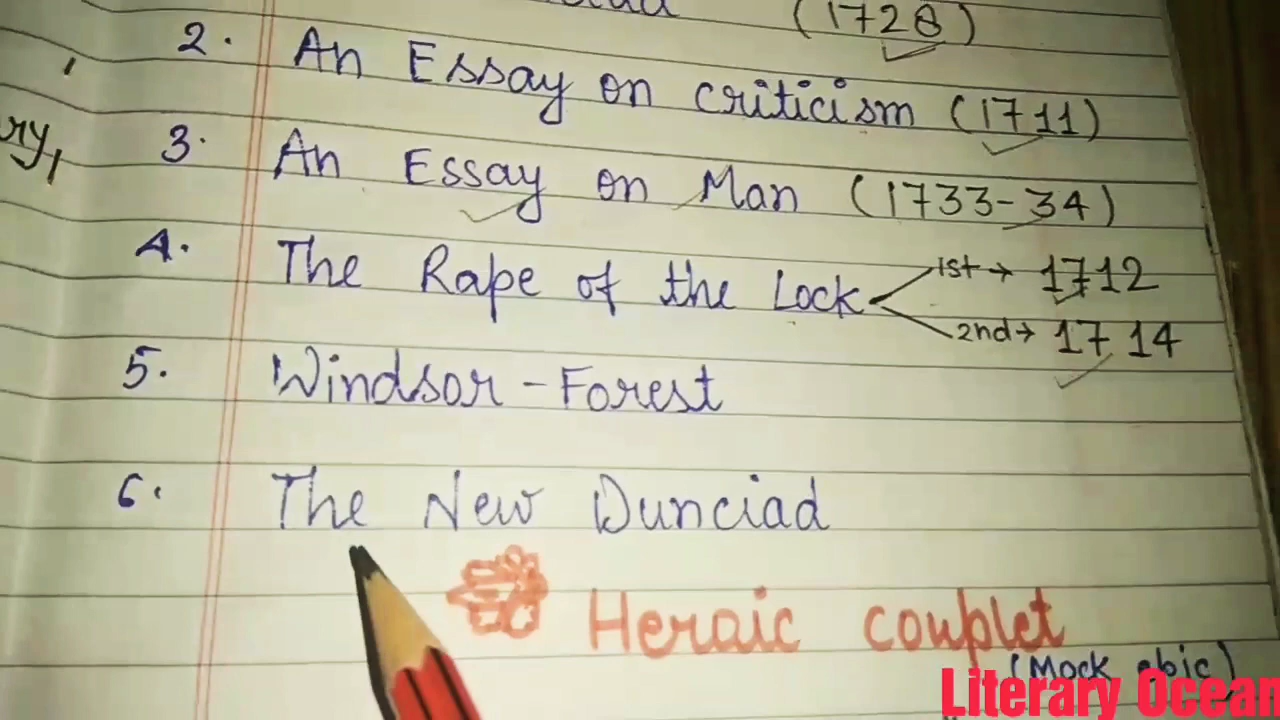 (1728)
2. An Essay on criticism (1711)
ry,
3. An Essay on Man (1733-34)
4. The Rape of the Lock 1st → 1712
2nd → 1714
5. Windsor-Forest
6. The New Dunciad
Heroic couplet
(Mock epic)
Literary Ocean